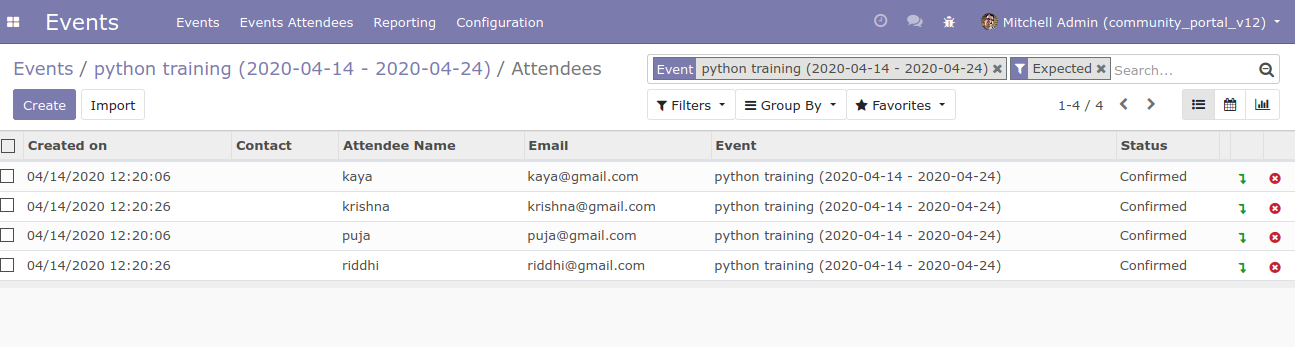 Events Events Events Attendees Reporting Configuration Mitchell Admin (community_portal_v12)
Events / python training (2020-04-14 - 2020-04-24) / Attendees Event python training (2020-04-14 - 2020-04-24) Expected Search...
Create Import Filters Group By Favorites 1-4 / 4
Created on Contact Attendee Name Email Event Status
04/14/2020 12:20:06 kaya kaya@gmail.com python training (2020-04-14 - 2020-04-24) Confirmed
04/14/2020 12:20:26 krishna krishna@gmail.com python training (2020-04-14 - 2020-04-24) Confirmed
04/14/2020 12:20:06 puja puja@gmail.com python training (2020-04-14 - 2020-04-24) Confirmed
04/14/2020 12:20:26 riddhi riddhi@gmail.com python training (2020-04-14 - 2020-04-24) Confirmed